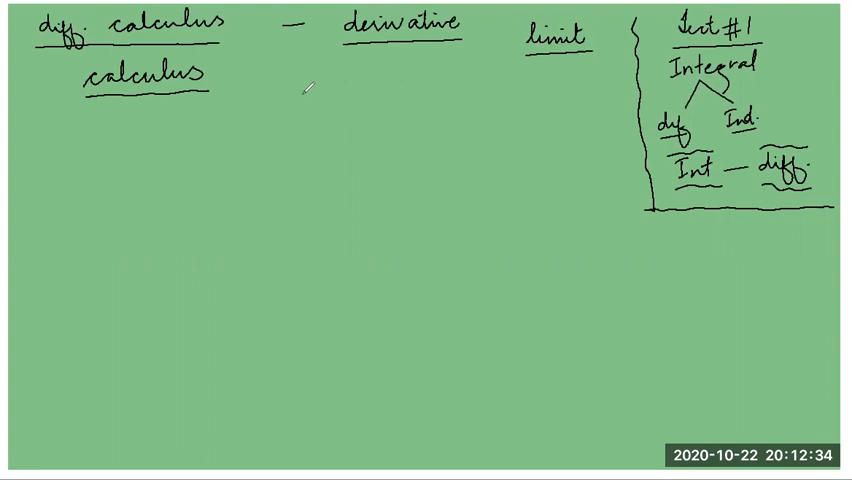 diff. calculus — derivative limit
calculus
Test #1
Integral
def Ind.
Int — diff.
2020-10-22 20:12:34